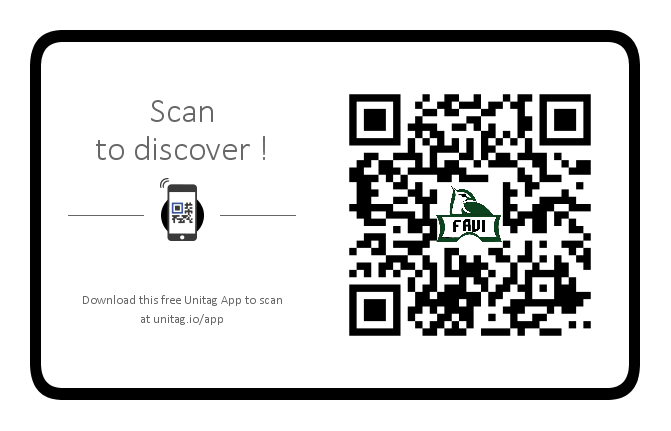 Scan
to discover !
FAVI
Download this free Unitag App to scan
at unitag.io/app